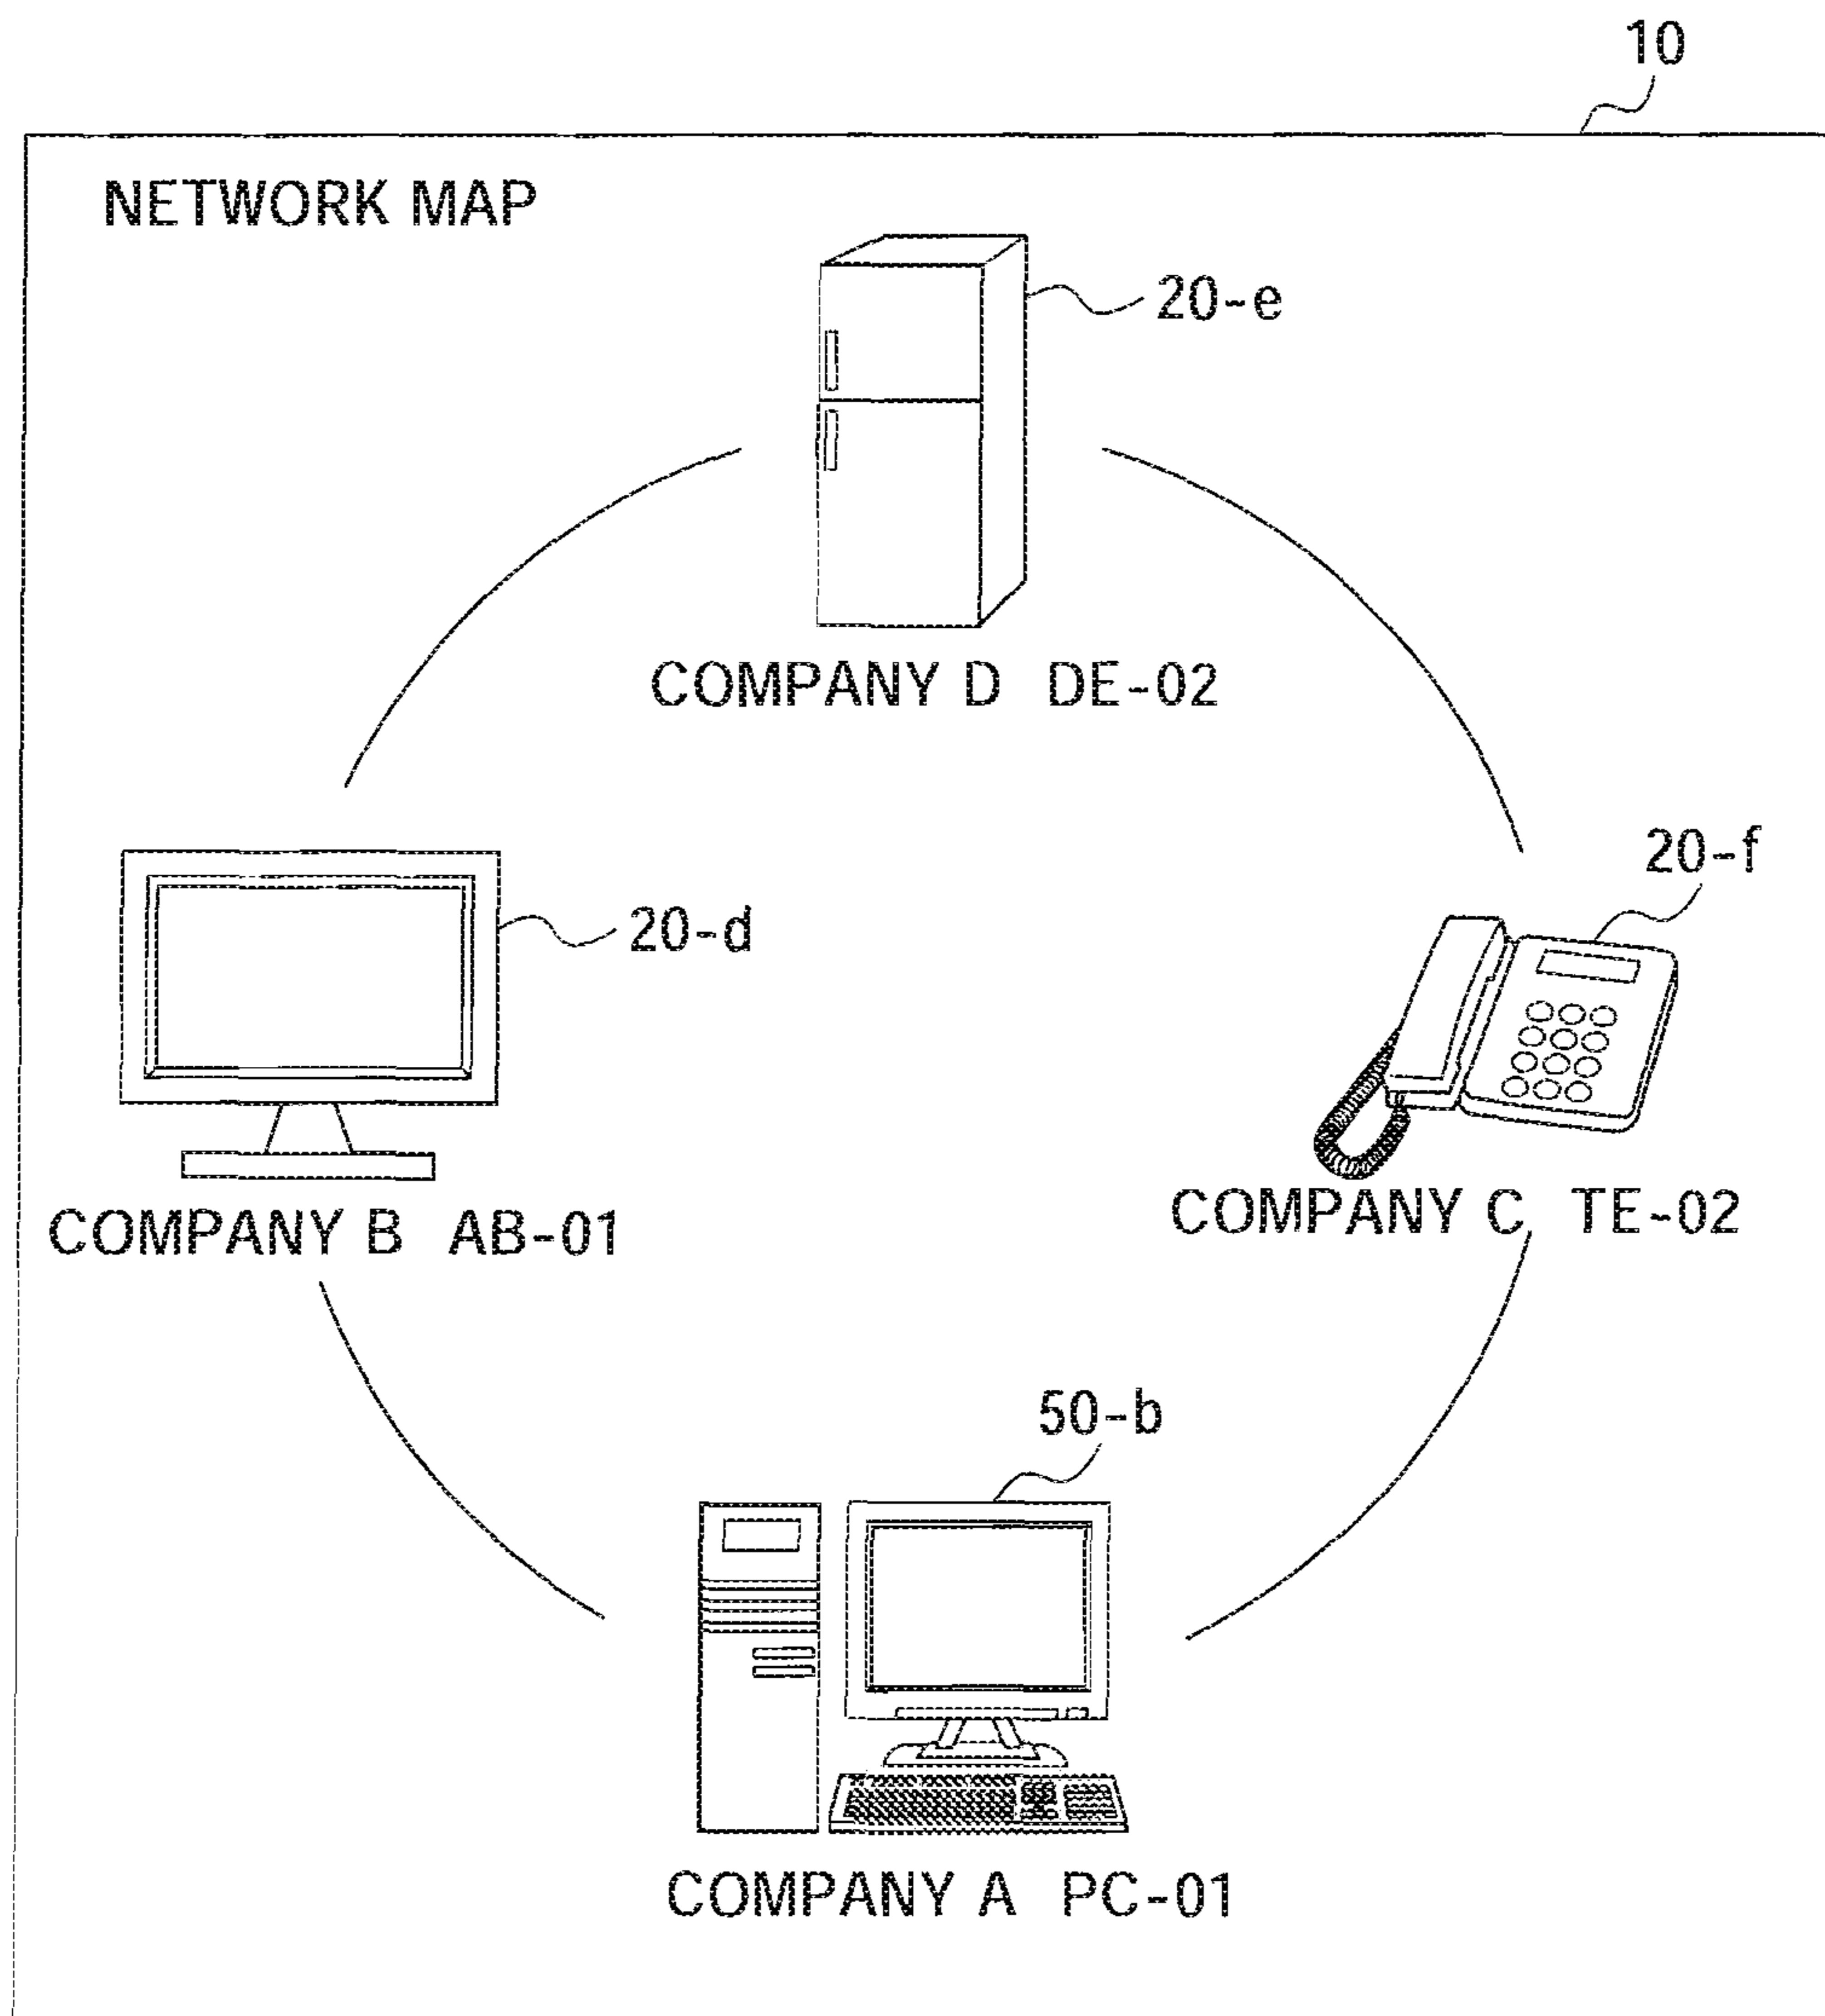 10
NETWORK MAP
20-e
COMPANY D DE-02
20-f
20-d
COMPANY B AB-01
COMPANY C TE-02
50-b
COMPANY A PC-01